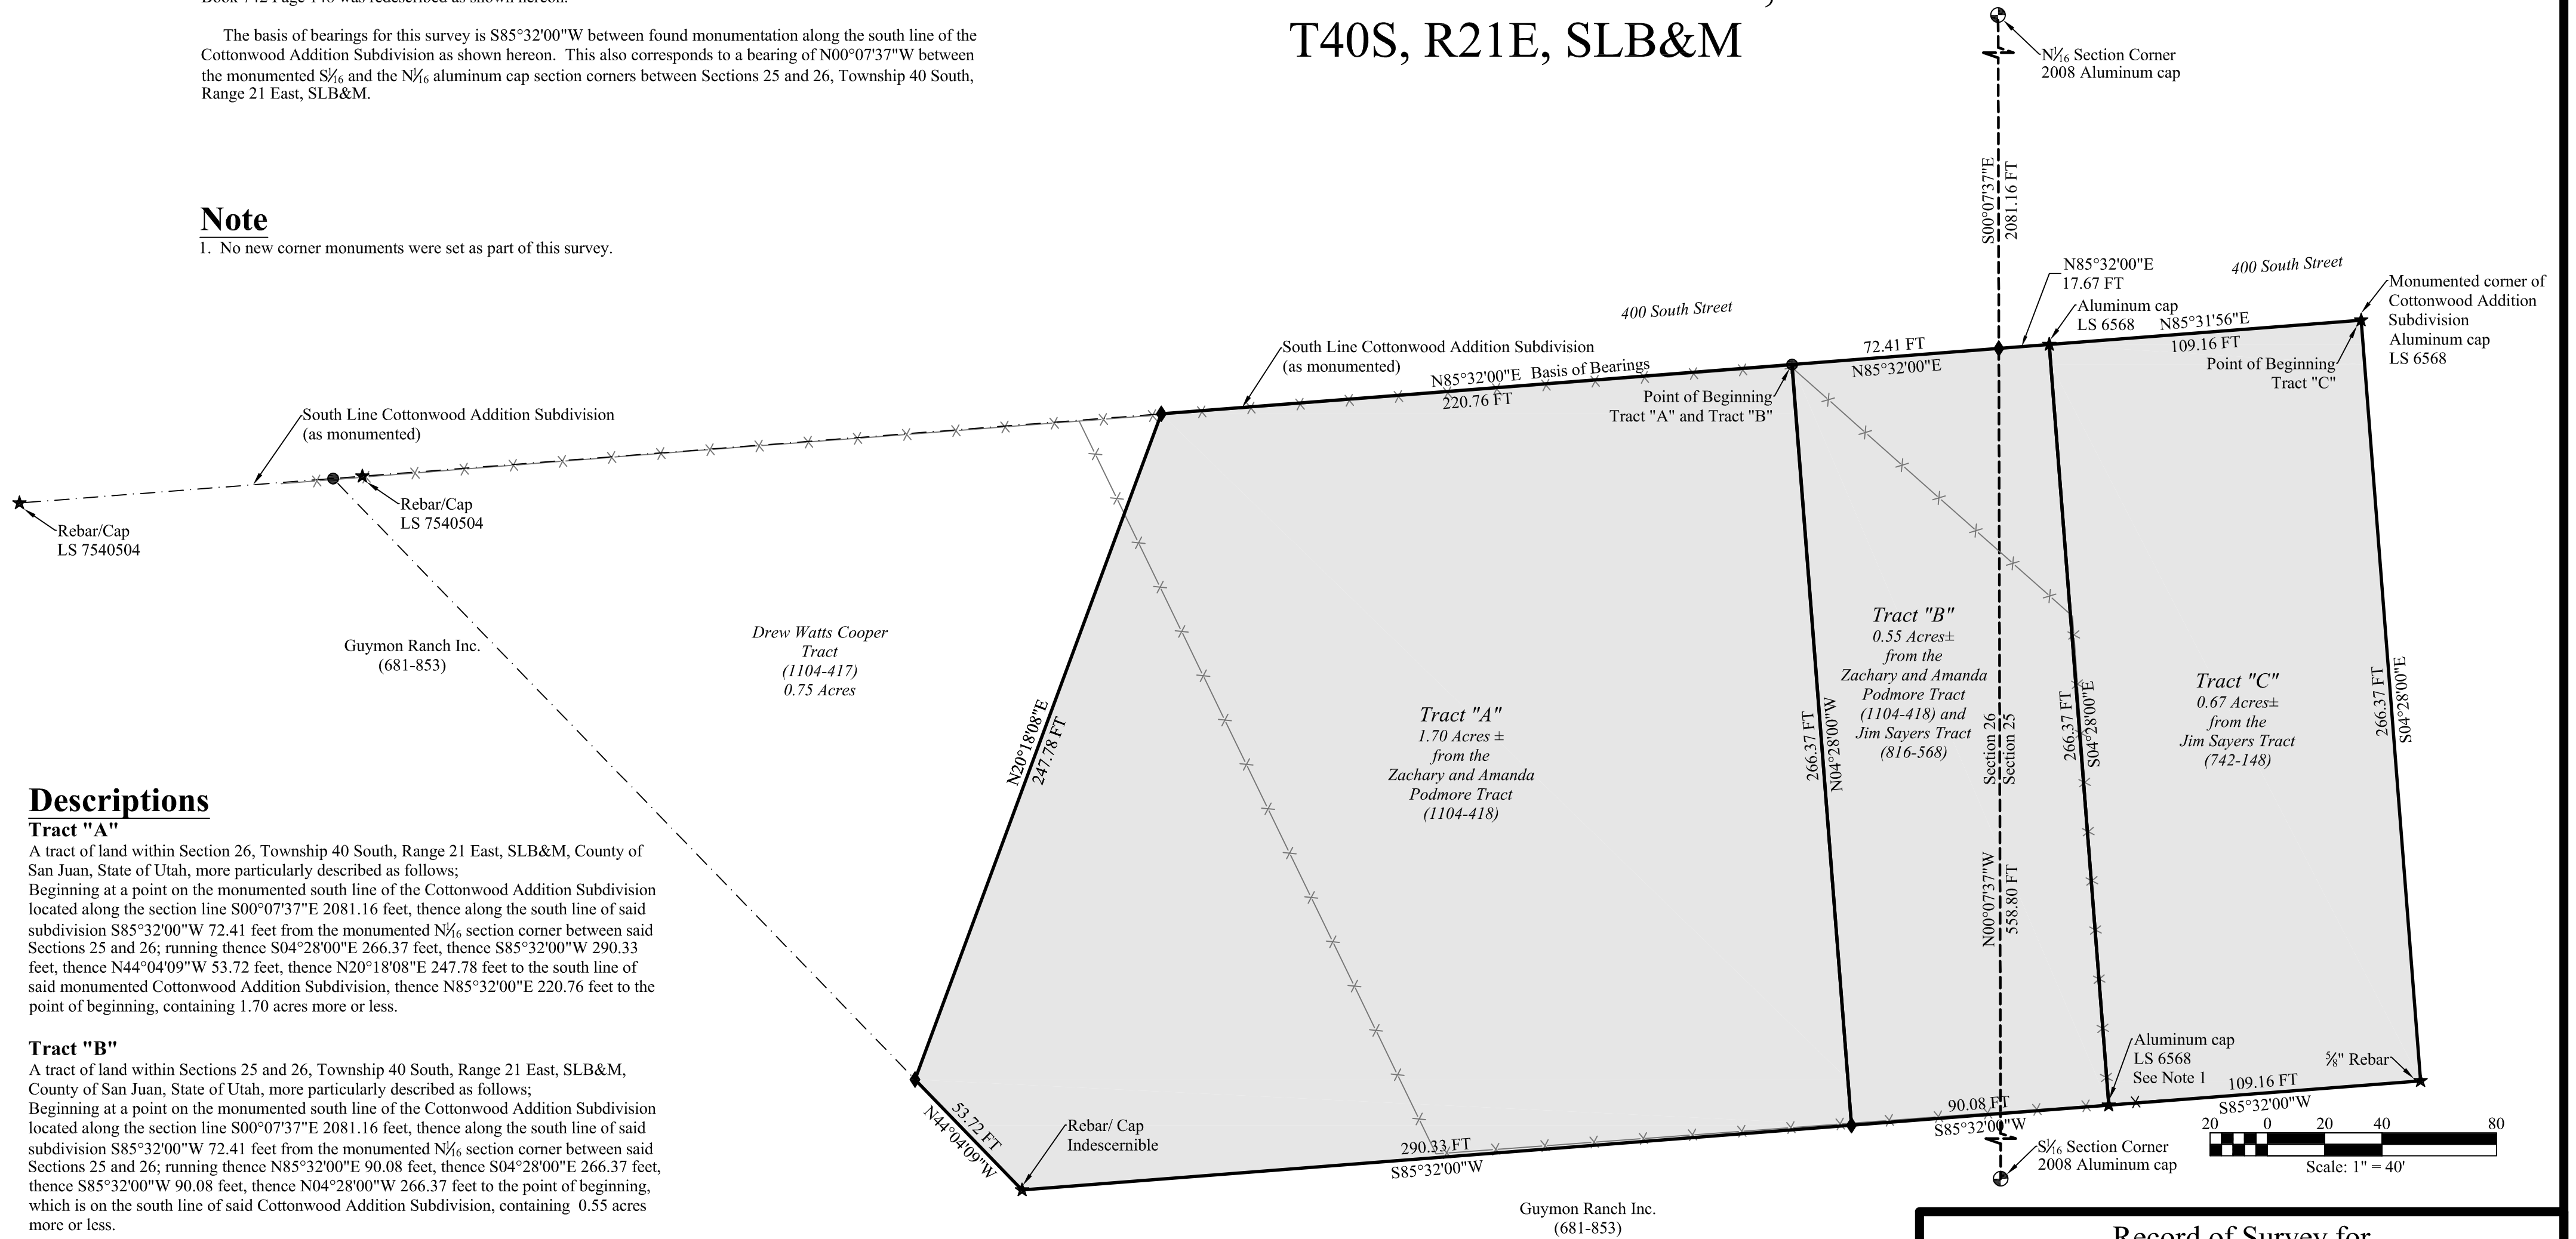 T40S, R21E, SLB&M
The basis of bearings for this survey is S85°32'00"W between found monumentation along the south line of the
Cottonwood Addition Subdivision as shown hereon. This also corresponds to a bearing of N00°07'37"W between
the monumented S1/16 and the N1/16 aluminum cap section corners between Sections 25 and 26, Township 40 South,
Range 21 East, SLB&M.
Note
1. No new corner monuments were set as part of this survey.
N1/16 Section Corner
2008 Aluminum cap
S00°07'37"E
2081.16 FT
N85°32'00"E
17.67 FT
400 South Street
400 South Street
Monumented corner of
Cottonwood Addition
Subdivision
Aluminum cap
LS 6568
Aluminum cap
LS 6568
N85°31'56"E
109.16 FT
Point of Beginning
Tract "C"
72.41 FT
N85°32'00"E
South Line Cottonwood Addition Subdivision
(as monumented)
N85°32'00"E Basis of Bearings
220.76 FT
Point of Beginning
Tract "A" and Tract "B"
South Line Cottonwood Addition Subdivision
(as monumented)
Rebar/Cap
LS 7540504
Rebar/Cap
LS 7540504
Guymon Ranch Inc.
(681-853)
Drew Watts Cooper
Tract
(1104-417)
0.75 Acres
N20°18'08"E
247.78 FT
Tract "A"
1.70 Acres ±
from the
Zachary and Amanda
Podmore Tract
(1104-418)
266.37 FT
N04°28'00"W
Tract "B"
0.55 Acres±
from the
Zachary and Amanda
Podmore Tract
(1104-418) and
Jim Sayers Tract
(816-568)
Section 26
Section 25
266.37 FT
S04°28'00"E
Tract "C"
0.67 Acres±
from the
Jim Sayers Tract
(742-148)
266.37 FT
S04°28'00"E
N00°07'37"W
558.80 FT
Descriptions
Tract "A"
A tract of land within Section 26, Township 40 South, Range 21 East, SLB&M, County of
San Juan, State of Utah, more particularly described as follows;
Beginning at a point on the monumented south line of the Cottonwood Addition Subdivision
located along the section line S00°07'37"E 2081.16 feet, thence along the south line of said
subdivision S85°32'00"W 72.41 feet from the monumented N1/16 section corner between said
Sections 25 and 26; running thence S04°28'00"E 266.37 feet, thence S85°32'00"W 290.33
feet, thence N44°04'09"W 53.72 feet, thence N20°18'08"E 247.78 feet to the south line of
said monumented Cottonwood Addition Subdivision, thence N85°32'00"E 220.76 feet to the
point of beginning, containing 1.70 acres more or less.
Tract "B"
A tract of land within Sections 25 and 26, Township 40 South, Range 21 East, SLB&M,
County of San Juan, State of Utah, more particularly described as follows;
Beginning at a point on the monumented south line of the Cottonwood Addition Subdivision
located along the section line S00°07'37"E 2081.16 feet, thence along the south line of said
subdivision S85°32'00"W 72.41 feet from the monumented N1/16 section corner between said
Sections 25 and 26; running thence N85°32'00"E 90.08 feet, thence S04°28'00"E 266.37 feet,
thence S85°32'00"W 90.08 feet, thence N04°28'00"W 266.37 feet to the point of beginning,
which is on the south line of said Cottonwood Addition Subdivision, containing 0.55 acres
more or less.
53.72 FT
N44°04'09"W
Rebar/ Cap
Indescernible
290.33 FT
S85°32'00"W
90.08 FT
S85°32'00"W
Aluminum cap
LS 6568
See Note 1
5/8" Rebar
109.16 FT
S85°32'00"W
S1/16 Section Corner
2008 Aluminum cap
20 0 20 40 80
Scale: 1" = 40'
Guymon Ranch Inc.
(681-853)
Record of Survey for